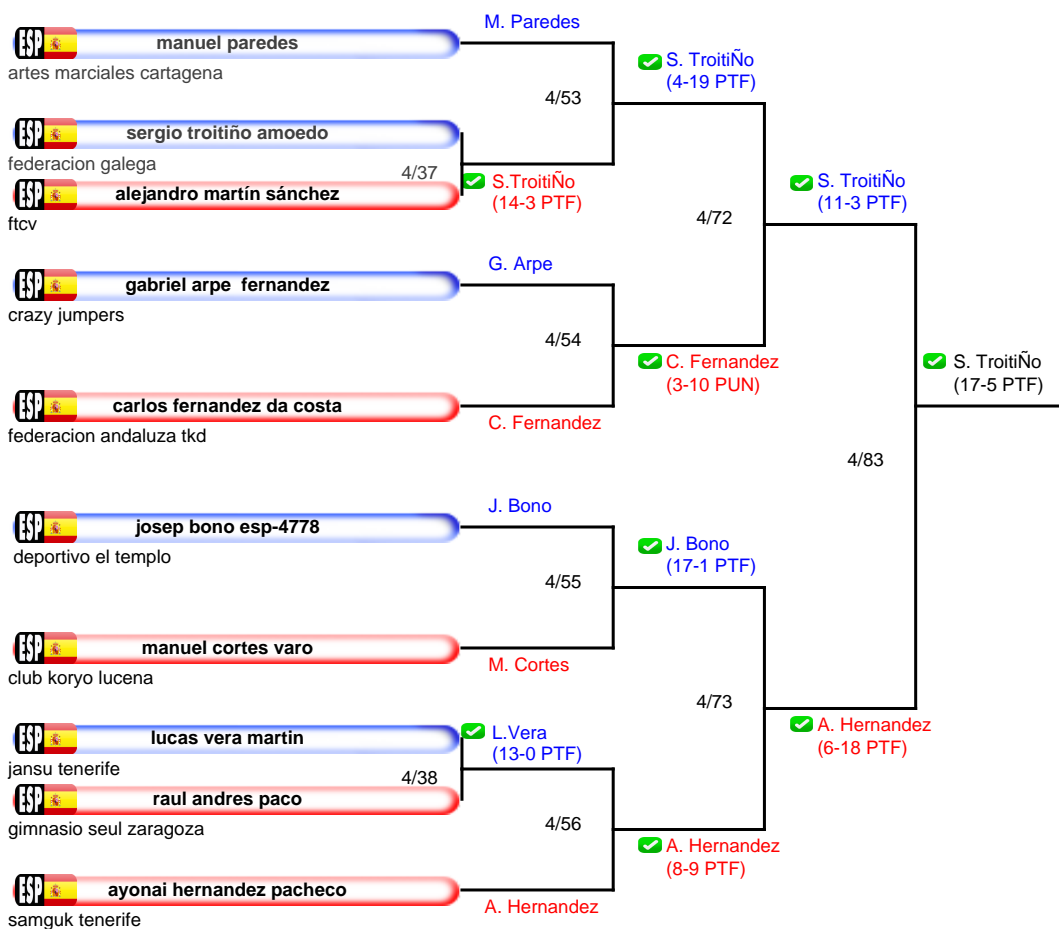 M. Paredes
ESP manuel paredes
artes marciales cartagena
S. TroitiÑo
(4-19 PTF)
4/53
ESP sergio troitiño amoedo
federacion galega
4/37
S.TroitiÑo
(14-3 PTF)
ESP alejandro martín sánchez
ftcv
S. TroitiÑo
(11-3 PTF)
4/72
G. Arpe
ESP gabriel arpe fernandez
crazy jumpers
4/54
C. Fernandez
(3-10 PUN)
S. TroitiÑo
(17-5 PTF)
ESP carlos fernandez da costa
C. Fernandez
federacion andaluza tkd
4/83
J. Bono
ESP josep bono esp-4778
deportivo el templo
J. Bono
(17-1 PTF)
4/55
ESP manuel cortes varo
M. Cortes
club koryo lucena
4/73
ESP lucas vera martin
L.Vera
(13-0 PTF)
jansu tenerife
A. Hernandez
(6-18 PTF)
4/38
ESP raul andres paco
gimnasio seul zaragoza
4/56
A. Hernandez
(8-9 PTF)
ESP ayonai hernandez pacheco
A. Hernandez
samguk tenerife